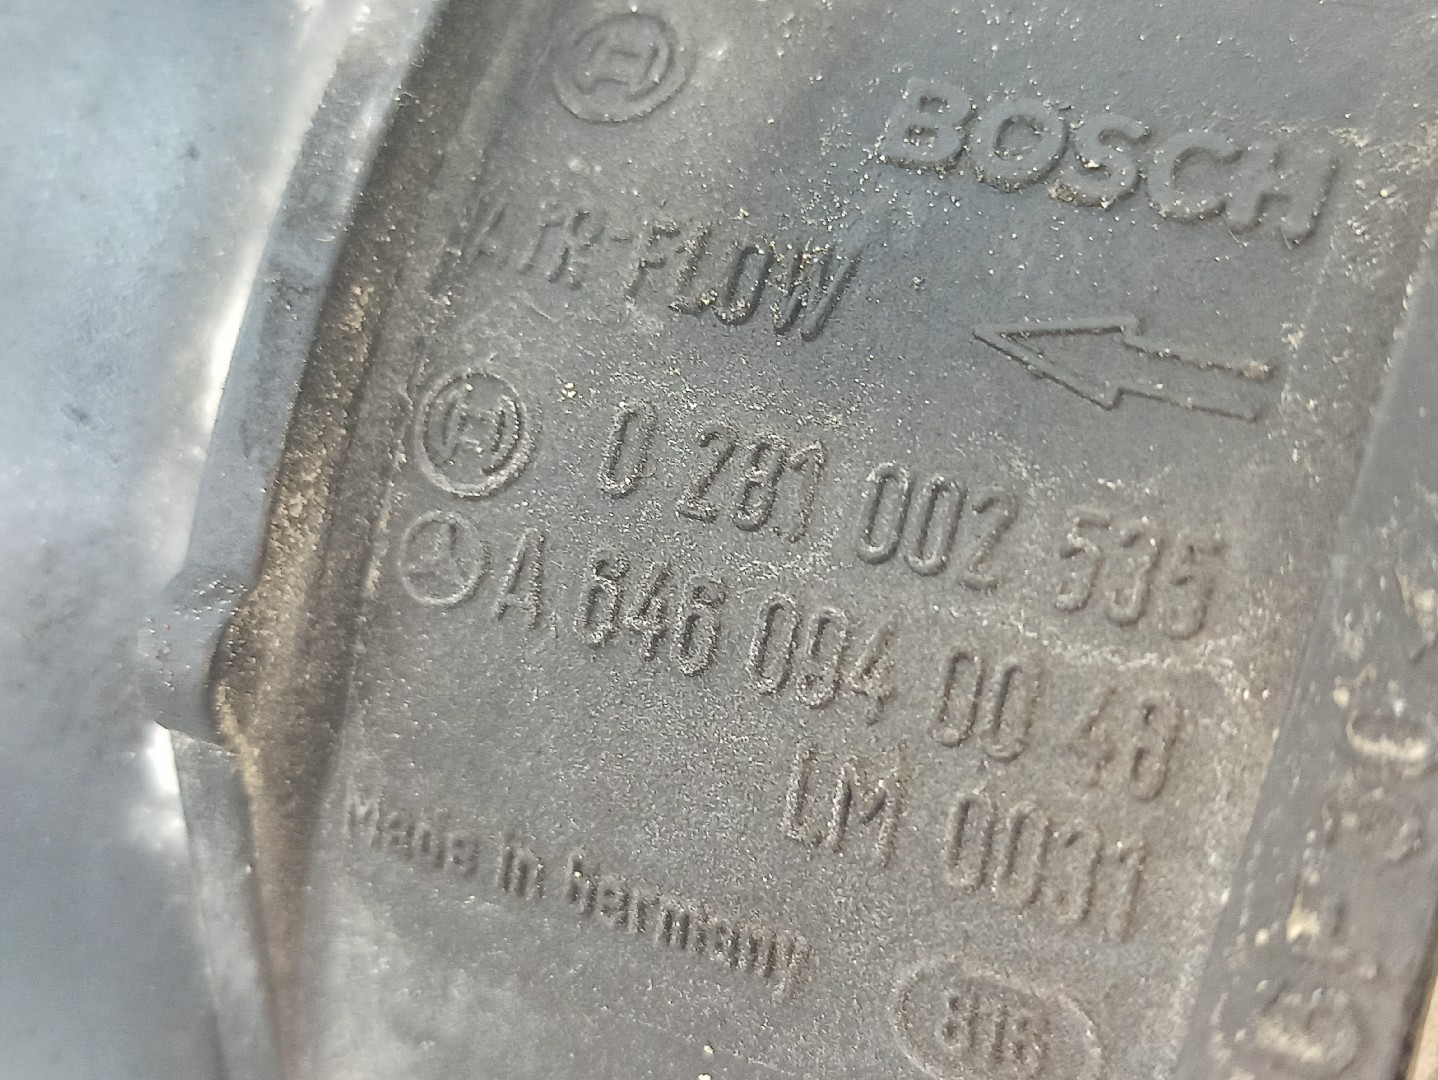 BOSCH
AIR-FLOW
0 281 002 535
A 646 094 00 48
LM 0031
Made in Germany